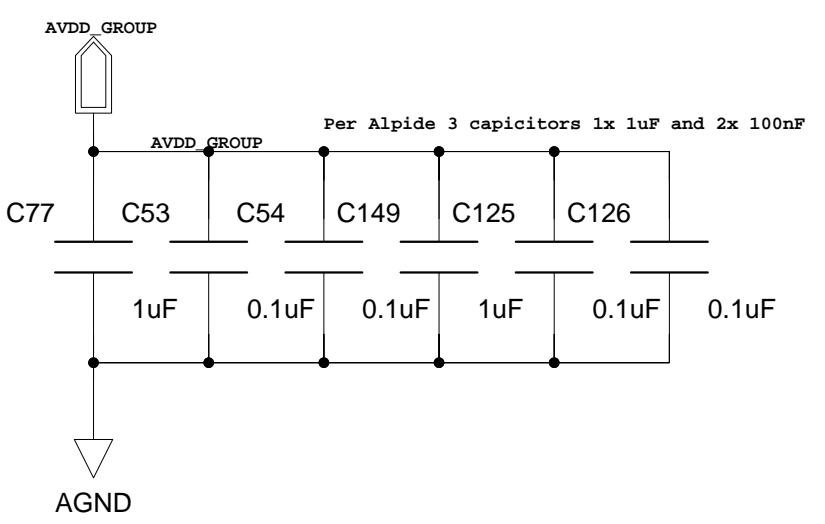 AVDD_GROUP
Per Alpide 3 capicitors 1x 1uF and 2x 100nF
AVDD_GROUP
C77 C53 C54 C149 C125 C126
1uF 0.1uF 0.1uF 1uF 0.1uF 0.1uF
AGND